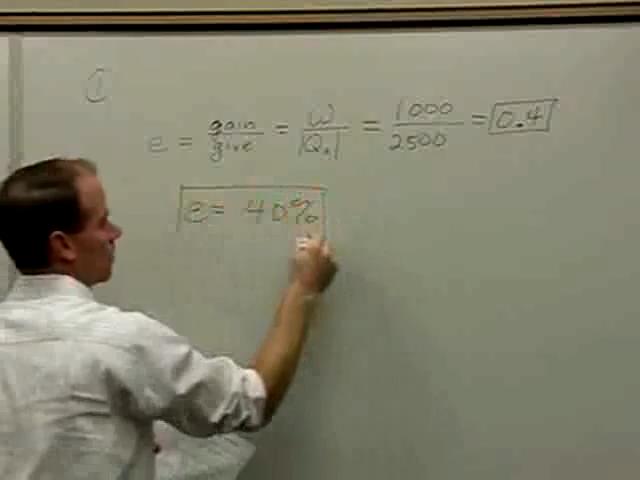 ①
e = gain/give = W/|Qₕ| = 1000/2500 = 0.4
e = 40%